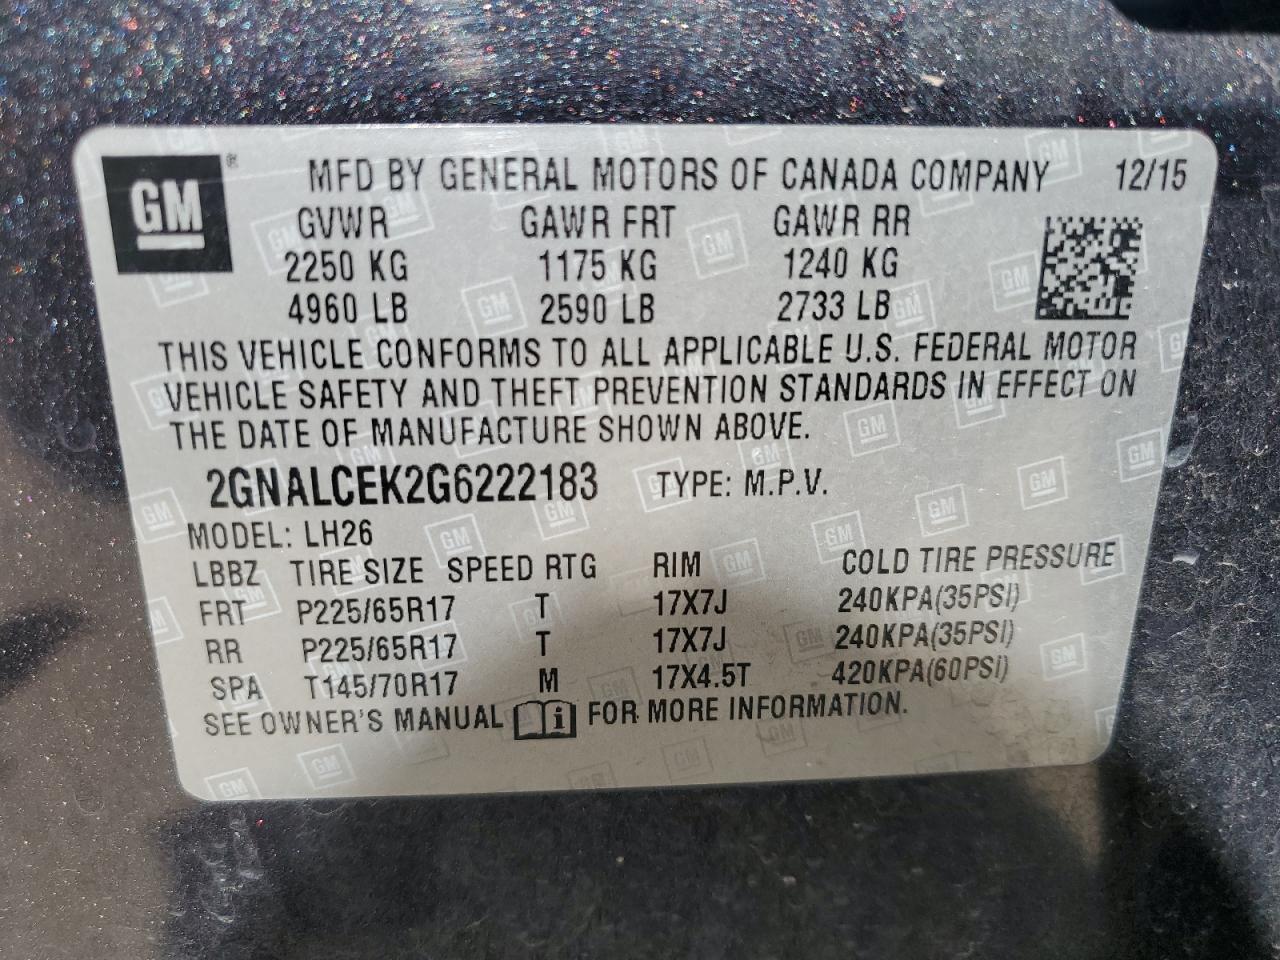 GM ® MFD BY GENERAL MOTORS OF CANADA COMPANY 12/15
GVWR GAWR FRT GAWR RR
2250 KG 1175 KG 1240 KG
4960 LB 2590 LB 2733 LB
THIS VEHICLE CONFORMS TO ALL APPLICABLE U.S. FEDERAL MOTOR
VEHICLE SAFETY AND THEFT PREVENTION STANDARDS IN EFFECT ON
THE DATE OF MANUFACTURE SHOWN ABOVE.
2GNALCEK2G6222183 TYPE: M.P.V.
MODEL: LH26
LBBZ TIRE SIZE SPEED RTG RIM COLD TIRE PRESSURE
FRT P225/65R17 T 17X7J 240KPA(35PSI)
RR P225/65R17 T 17X7J 240KPA(35PSI)
SPA T145/70R17 M 17X4.5T 420KPA(60PSI)
SEE OWNER'S MANUAL i FOR MORE INFORMATION.